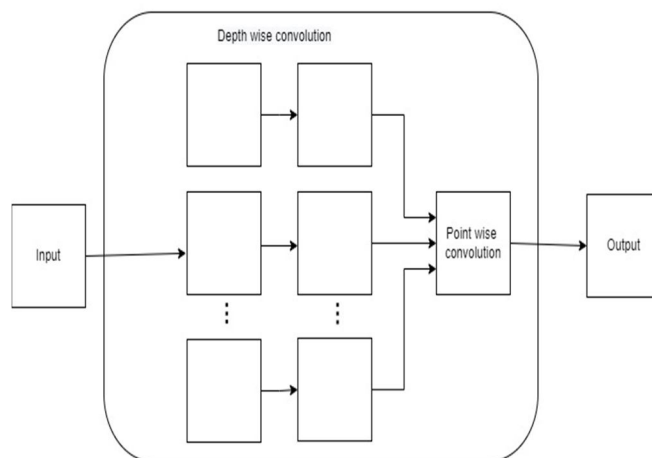 Depth wise convolution
Input
Point wise
convolution
Output